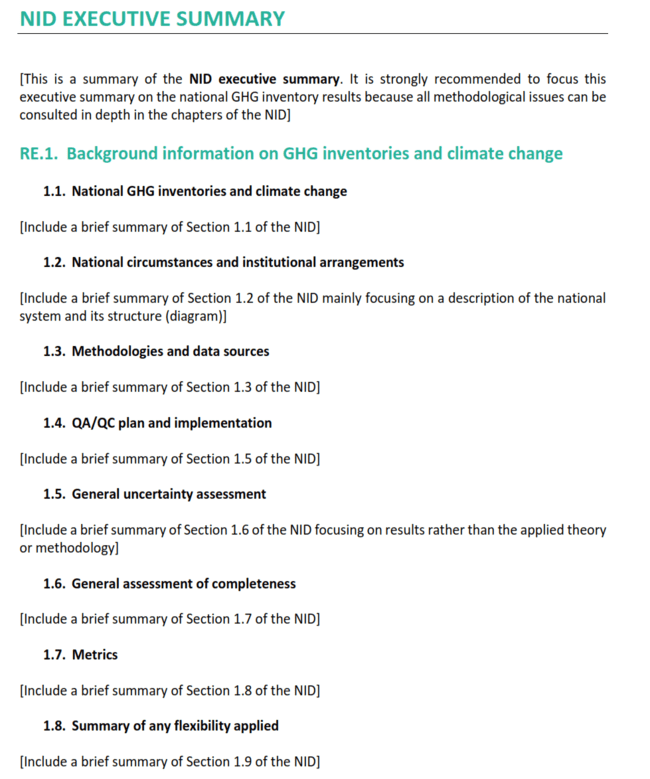 NID EXECUTIVE SUMMARY
[This is a summary of the NID executive summary. It is strongly recommended to focus this
executive summary on the national GHG inventory results because all methodological issues can be
consulted in depth in the chapters of the NID]
RE.1. Background information on GHG inventories and climate change
1.1. National GHG inventories and climate change
[Include a brief summary of Section 1.1 of the NID]
1.2. National circumstances and institutional arrangements
[Include a brief summary of Section 1.2 of the NID mainly focusing on a description of the national
system and its structure (diagram)]
1.3. Methodologies and data sources
[Include a brief summary of Section 1.3 of the NID]
1.4. QA/QC plan and implementation
[Include a brief summary of Section 1.5 of the NID]
1.5. General uncertainty assessment
[Include a brief summary of Section 1.6 of the NID focusing on results rather than the applied theory
or methodology]
1.6. General assessment of completeness
[Include a brief summary of Section 1.7 of the NID]
1.7. Metrics
[Include a brief summary of Section 1.8 of the NID]
1.8. Summary of any flexibility applied
[Include a brief summary of Section 1.9 of the NID]